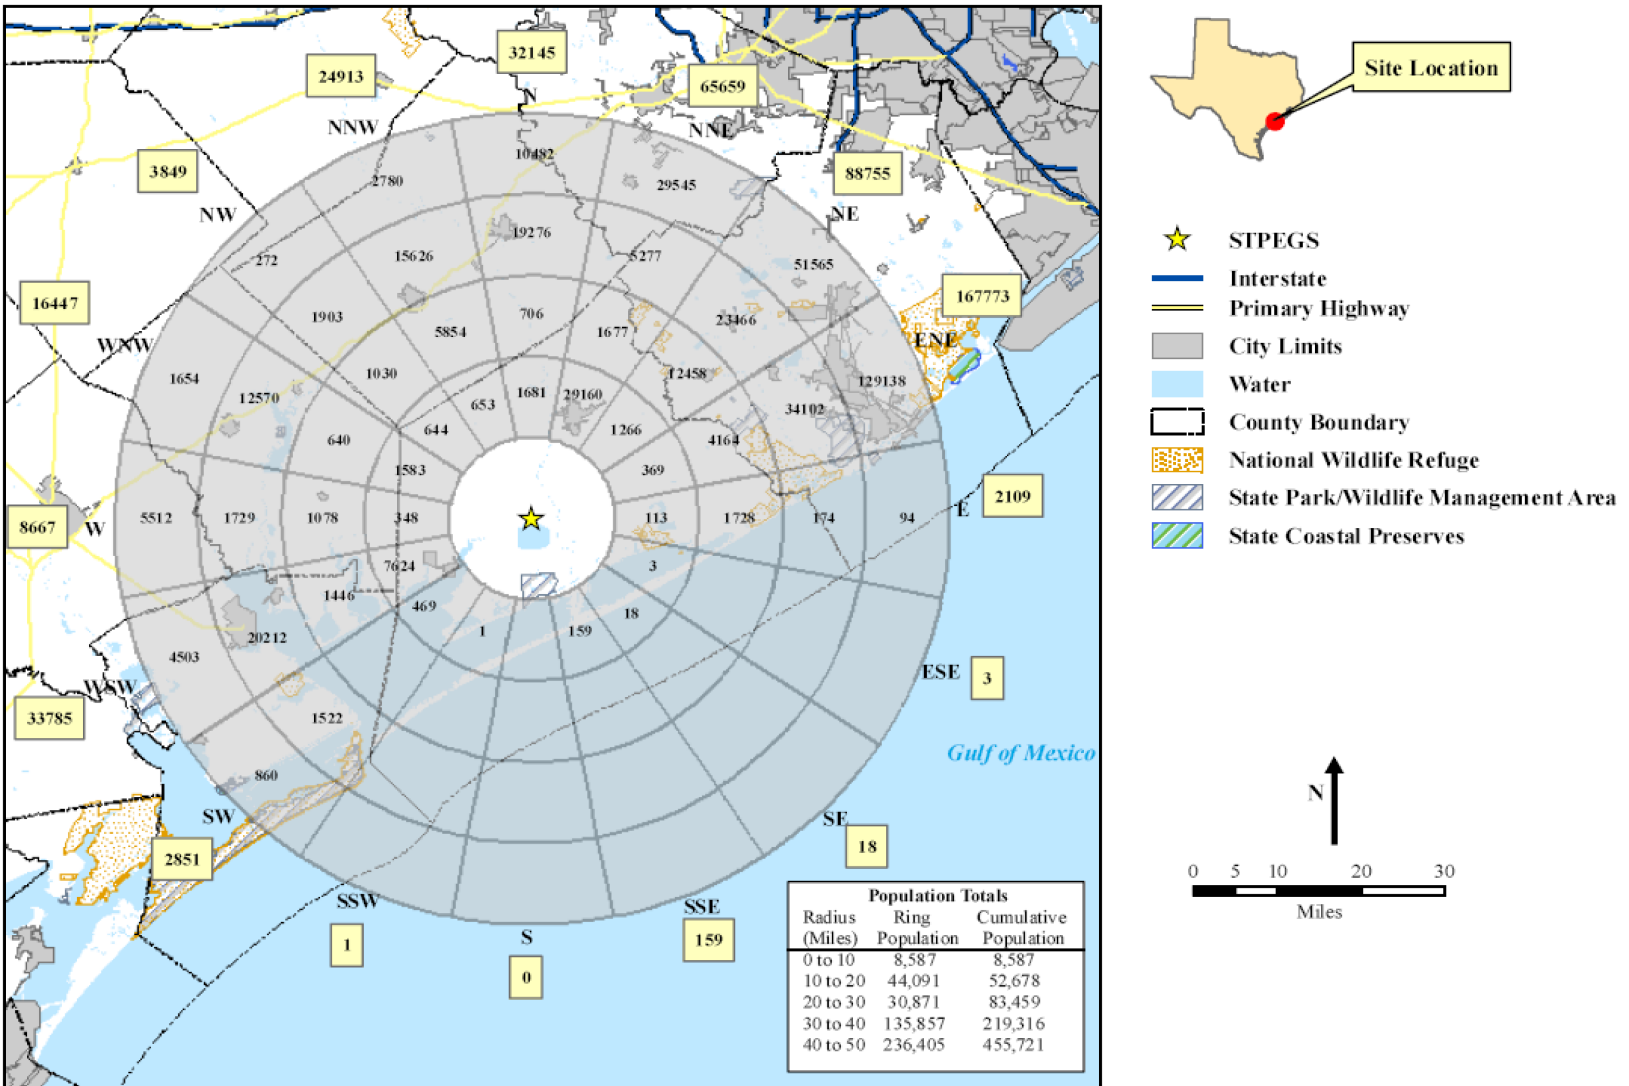 32145
24913
65659
N
NNW
NNE
3849
10482
88755
2780
29545
NW
NE
19276
15626
5277
272
51565
16447
167773
706
1903
5854
1677
23466
WNW
ENE
1030
12458
1654
129138
12570
653
1681
29160
34102
644
1266
640
4164
1583
369
8667
W
5512
1729
1078
348
113
1728
174
94
E
2109
7624
3
1446
469
18
1
159
20212
4503
WSW
ESE
3
33785
1522
Gulf of Mexico
860
SW
SE
18
2851
SSW
SSE
1
S
159
0
Population Totals
Radius Ring Cumulative
(Miles) Population Population
0 to 10 8,587 8,587
10 to 20 44,091 52,678
20 to 30 30,871 83,459
30 to 40 135,857 219,316
40 to 50 236,405 455,721
Site Location
STPEGS
Interstate
Primary Highway
City Limits
Water
County Boundary
National Wildlife Refuge
State Park/Wildlife Management Area
State Coastal Preserves
N
0 5 10 20 30
Miles